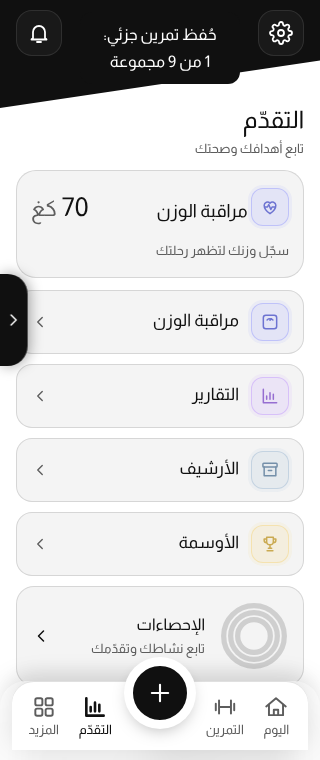 حُفظ تمرين جزئي:
1 من 9 مجموعة
التقدّم
تابع أهدافك وصحتك
مراقبة الوزن
70 كغ
سجّل وزنك لتظهر رحلتك
مراقبة الوزن
التقارير
الأرشيف
الأوسمة
الإحصاءات
تابع نشاطك وتقدّمك
اليوم
التمرين
التقدّم
المزيد